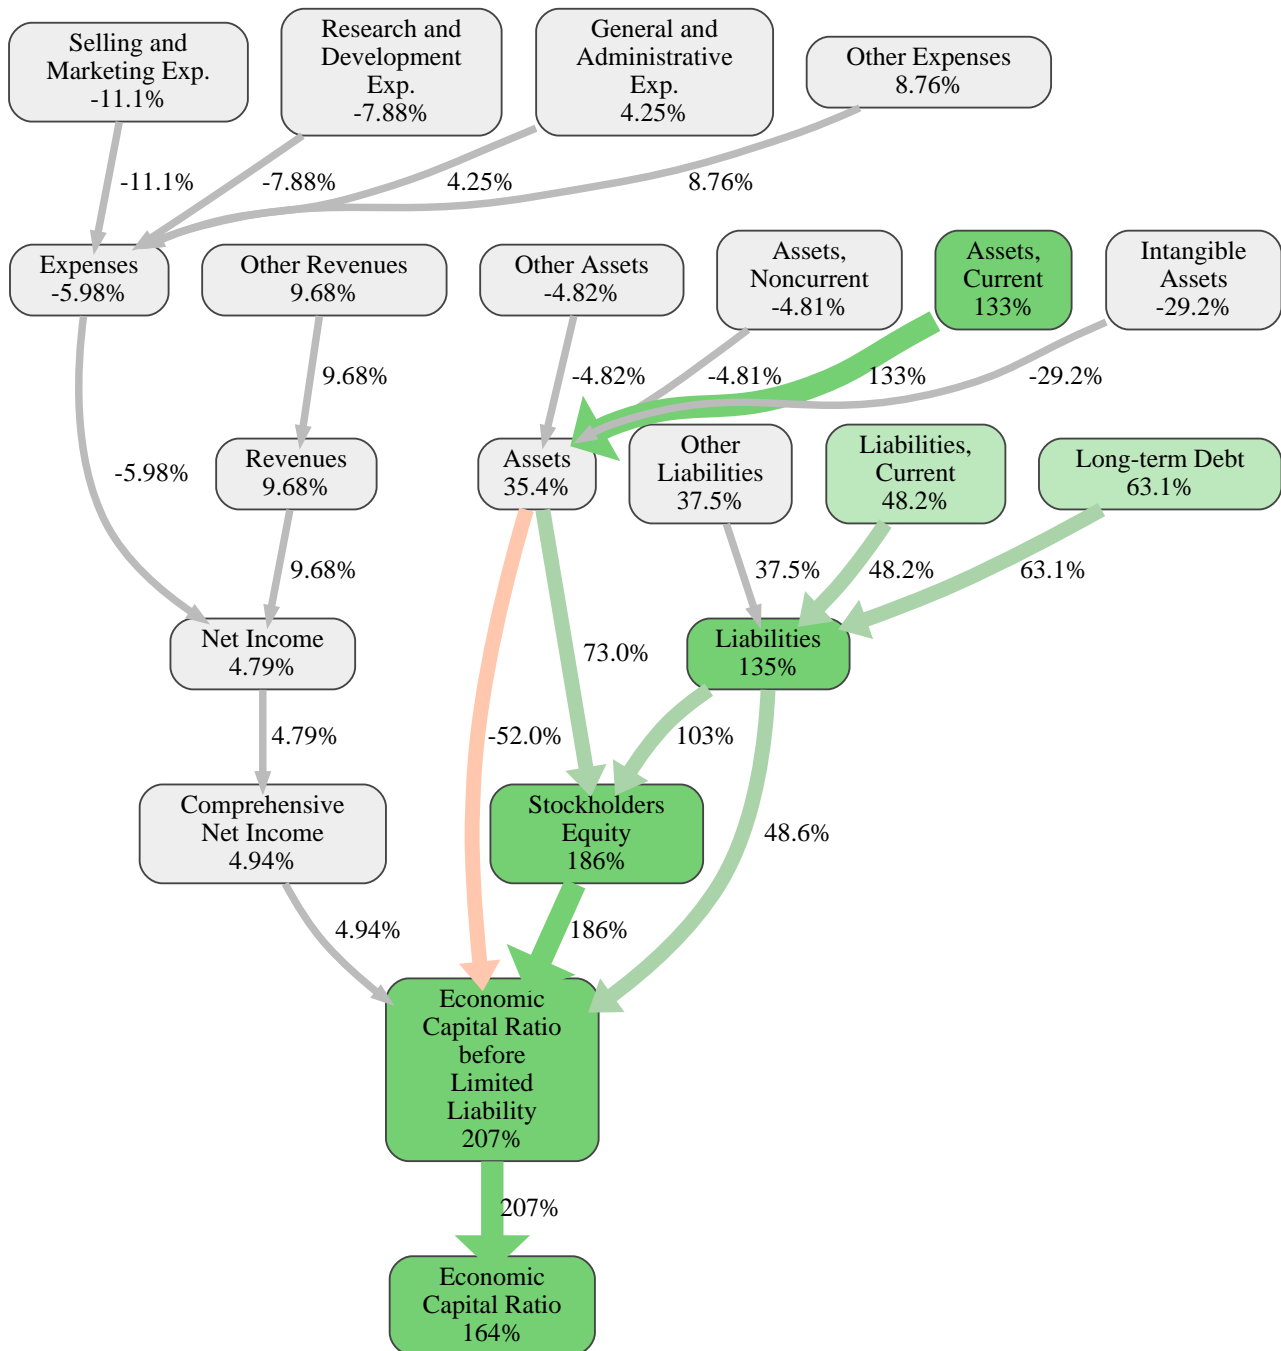 Selling and
Marketing Exp.
-11.1%
Research and
Development
Exp.
-7.88%
General and
Administrative
Exp.
4.25%
Other Expenses
8.76%
-11.1%
-7.88%
4.25%
8.76%
Expenses
-5.98%
Other Revenues
9.68%
Other Assets
-4.82%
Assets,
Noncurrent
-4.81%
Assets,
Current
133%
Intangible
Assets
-29.2%
9.68%
-4.82%
-4.81%
133%
-29.2%
-5.98%
Revenues
9.68%
Assets
35.4%
Other
Liabilities
37.5%
Liabilities,
Current
48.2%
Long-term Debt
63.1%
9.68%
37.5%
48.2%
63.1%
Net Income
4.79%
73.0%
Liabilities
135%
4.79%
-52.0%
103%
Comprehensive
Net Income
4.94%
Stockholders
Equity
186%
48.6%
4.94%
186%
Economic
Capital Ratio
before
Limited
Liability
207%
207%
Economic
Capital Ratio
164%